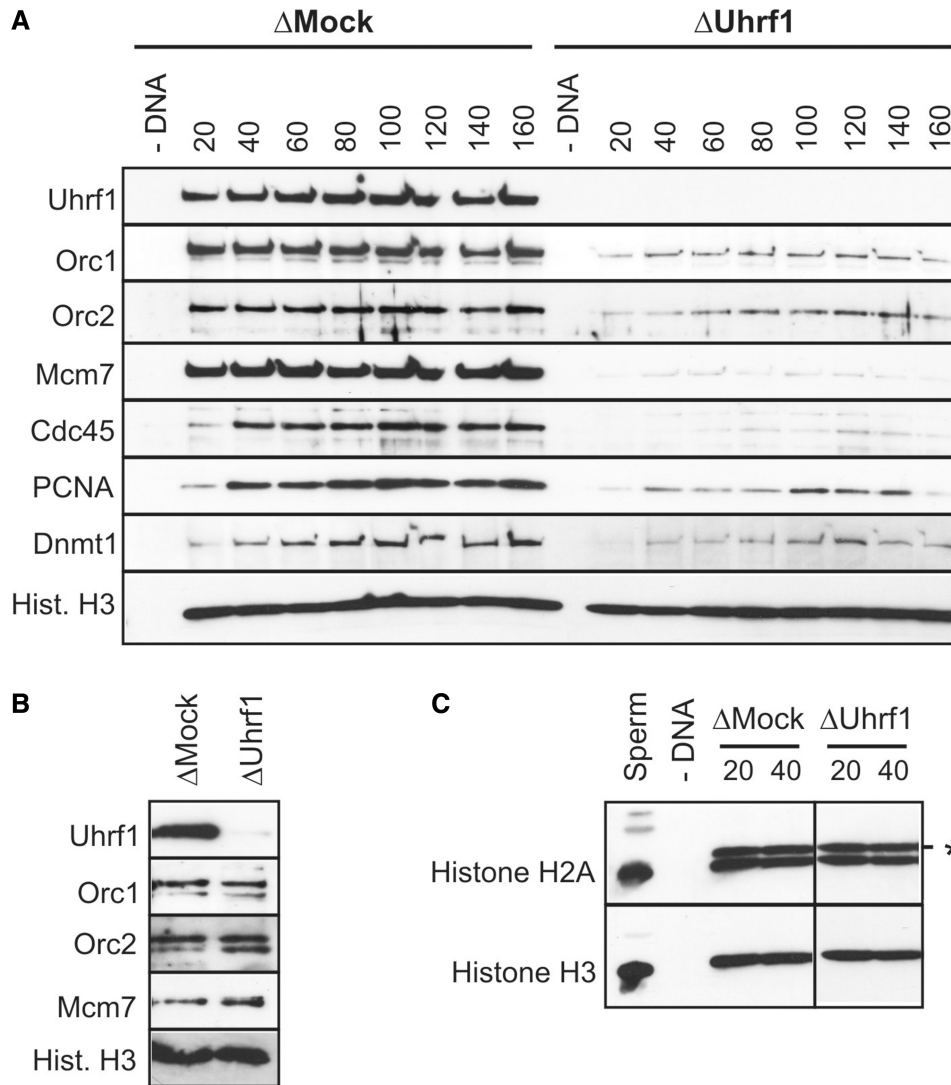 A
ΔMock ΔUhrf1
- DNA 20 40 60 80 100 120 140 160 - DNA 20 40 60 80 100 120 140 160
Uhrf1
Orc1
Orc2
Mcm7
Cdc45
PCNA
Dnmt1
Hist. H3
B
ΔMock ΔUhrf1
Uhrf1
Orc1
Orc2
Mcm7
Hist. H3
C
Sperm - DNA ΔMock ΔUhrf1
20 40 20 40
Histone H2A - *
Histone H3